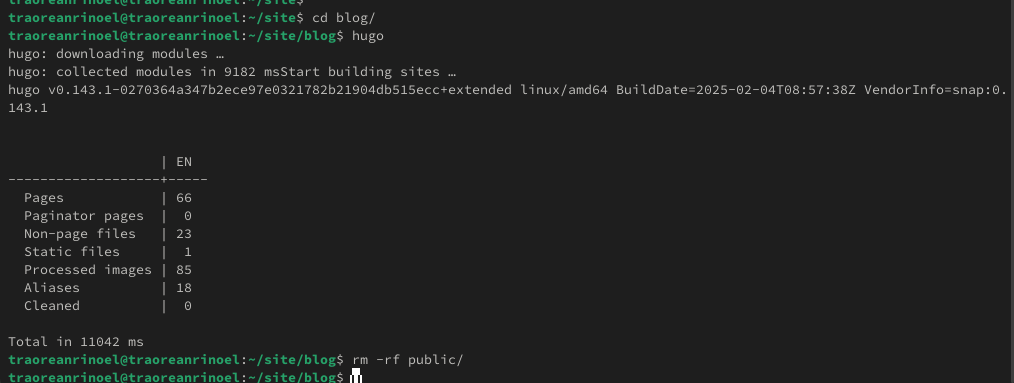 traoreanrinoel@traoreanrinoel:~/site$
traoreanrinoel@traoreanrinoel:~/site$ cd blog/
traoreanrinoel@traoreanrinoel:~/site/blog$ hugo
hugo: downloading modules …
hugo: collected modules in 9182 msStart building sites …
hugo v0.143.1-0270364a347b2ece97e0321782b21904db515ecc+extended linux/amd64 BuildDate=2025-02-04T08:57:38Z VendorInfo=snap:0.
143.1
                   | EN
-------------------+-----
  Pages            | 66
  Paginator pages  |  0
  Non-page files   | 23
  Static files     |  1
  Processed images | 85
  Aliases          | 18
  Cleaned          |  0
Total in 11042 ms
traoreanrinoel@traoreanrinoel:~/site/blog$ rm -rf public/
traoreanrinoel@traoreanrinoel:~/site/blog$